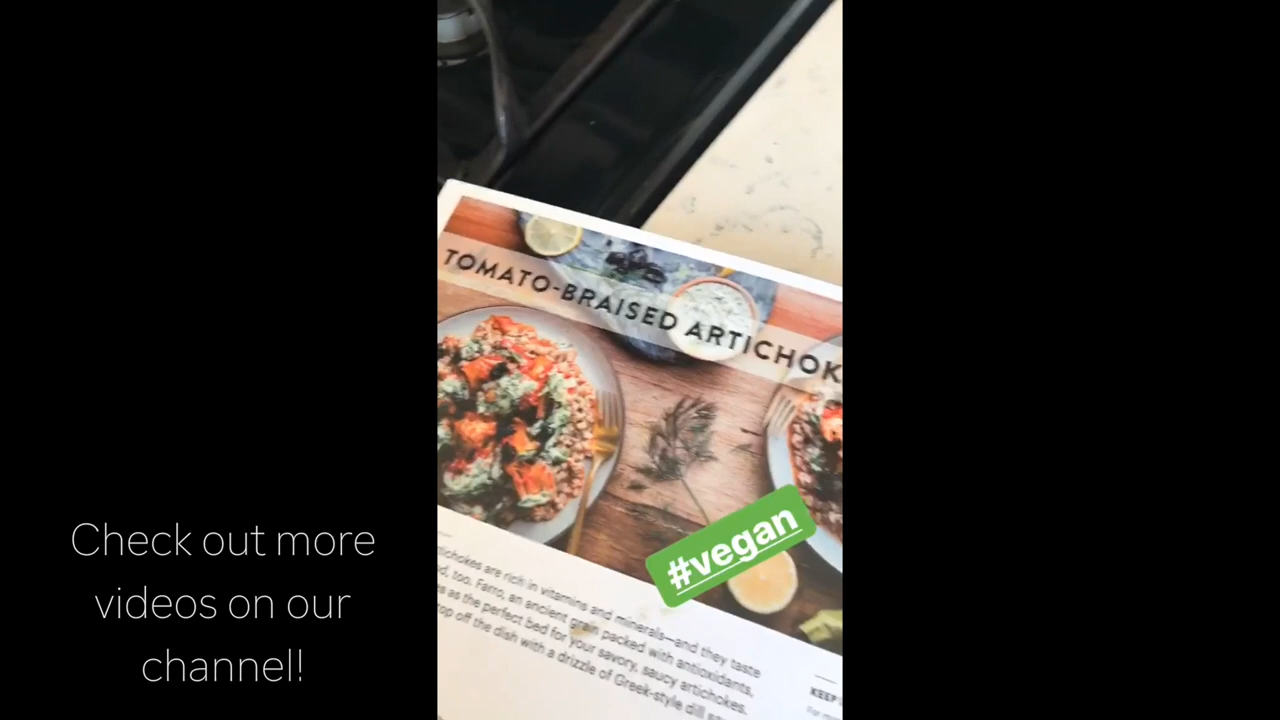 TOMATO-BRAISED ARTICHOK
#vegan
tichokes are rich in vitamins and minerals—and they taste
d, too. Farro, an ancient grain packed with antioxidants,
s as the perfect bed for your savory, saucy artichokes.
op off the dish with a drizzle of Greek-style dill
KEEP
Check out more
videos on our
channel!